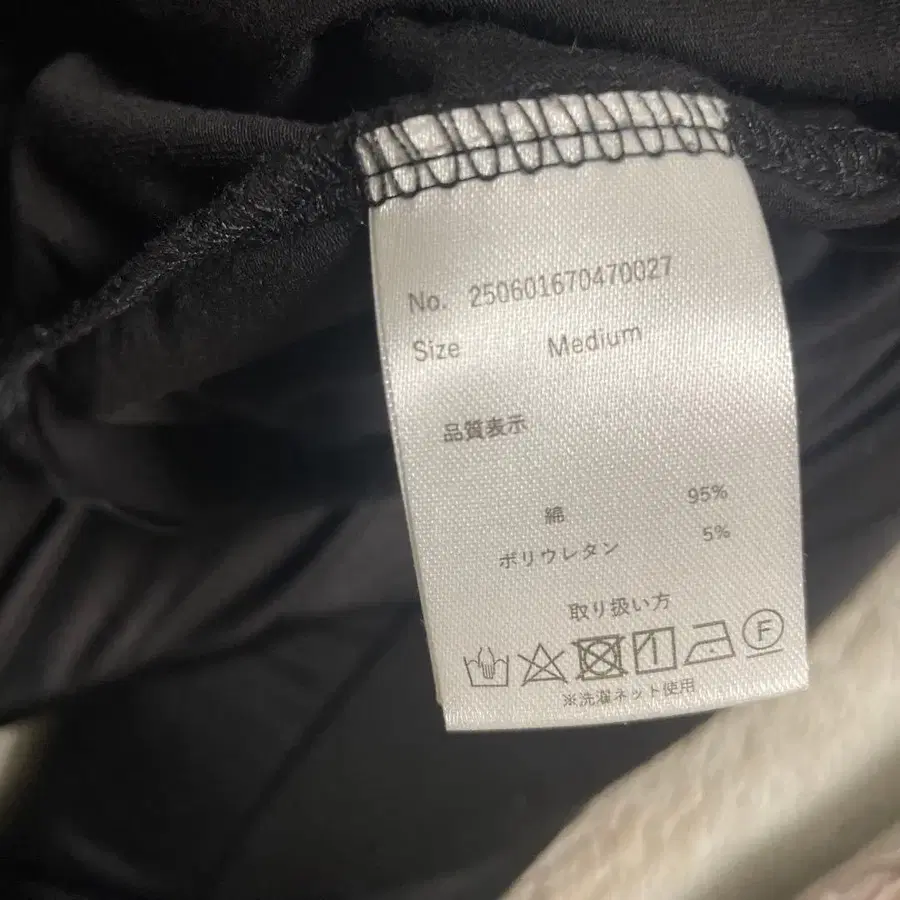 No. 250601670470027
Size Medium
品質表示
綿 95%
ポリウレタン 5%
取り扱い方
F
※洗濯ネット使用